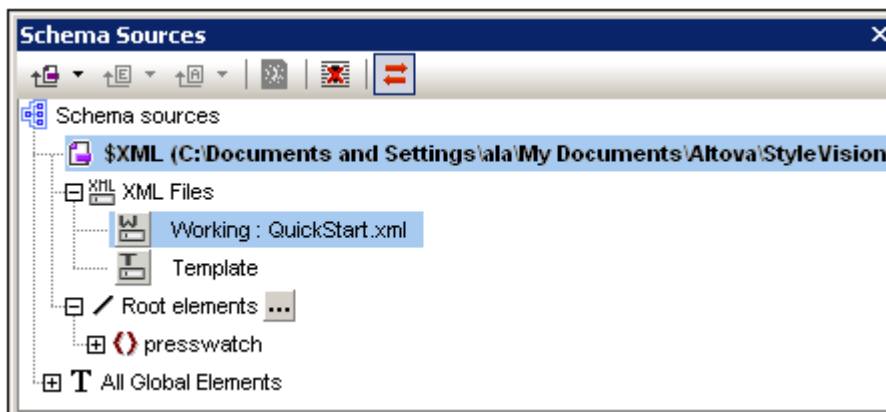 Schema Sources
Schema sources
$XML (C:\Documents and Settings\ala\My Documents\Altova\StyleVision
XML Files
Working : QuickStart.xml
Template
Root elements ...
presswatch
T All Global Elements